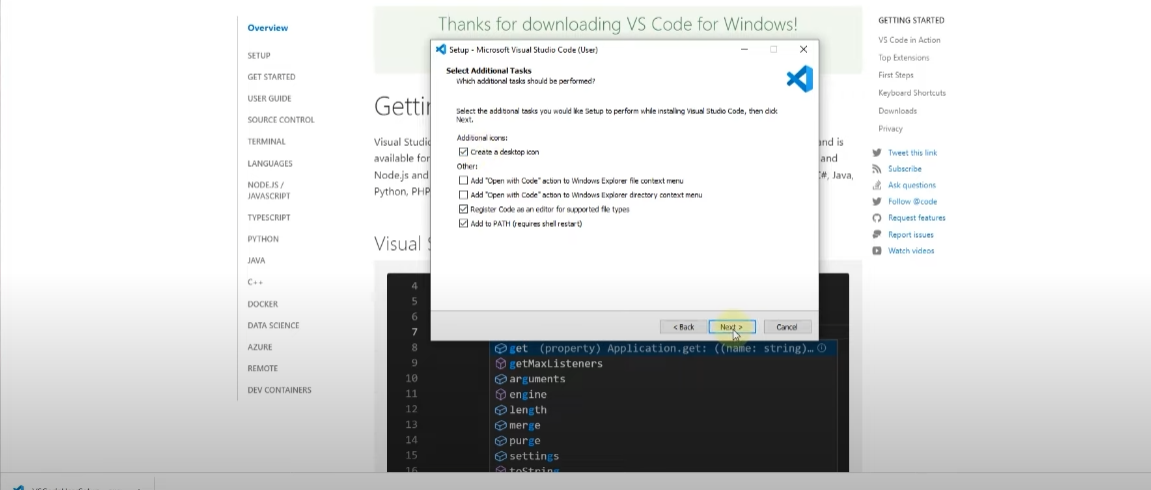 Overview
SETUP
GET STARTED
USER GUIDE
SOURCE CONTROL
TERMINAL
LANGUAGES
NODE.JS /
JAVASCRIPT
TYPESCRIPT
PYTHON
JAVA
C++
DOCKER
DATA SCIENCE
AZURE
REMOTE
DEV CONTAINERS
Thanks for downloading VS Code for Windows!
Getti
Visual Studi
available for
Node.js and
Python, PHP
and is
and
C#, Java,
Visual S
Setup - Microsoft Visual Studio Code (User)
Select Additional Tasks
Which additional tasks should be performed?
Select the additional tasks you would like Setup to perform while installing Visual Studio Code, then click
Next.
Additional icons:
Create a desktop icon
Other:
Add "Open with Code" action to Windows Explorer file context menu
Add "Open with Code" action to Windows Explorer directory context menu
Register Code as an editor for supported file types
Add to PATH (requires shell restart)
< Back
Next >
Cancel
4
5
6
7
8
9
10
11
12
13
14
15
16
get (property) Application.get: ((name: string)…
getMaxListeners
arguments
engine
length
merge
purge
settings
toString
GETTING STARTED
VS Code in Action
Top Extensions
First Steps
Keyboard Shortcuts
Downloads
Privacy
Tweet this link
Subscribe
Ask questions
Follow @code
Request features
Report issues
Watch videos